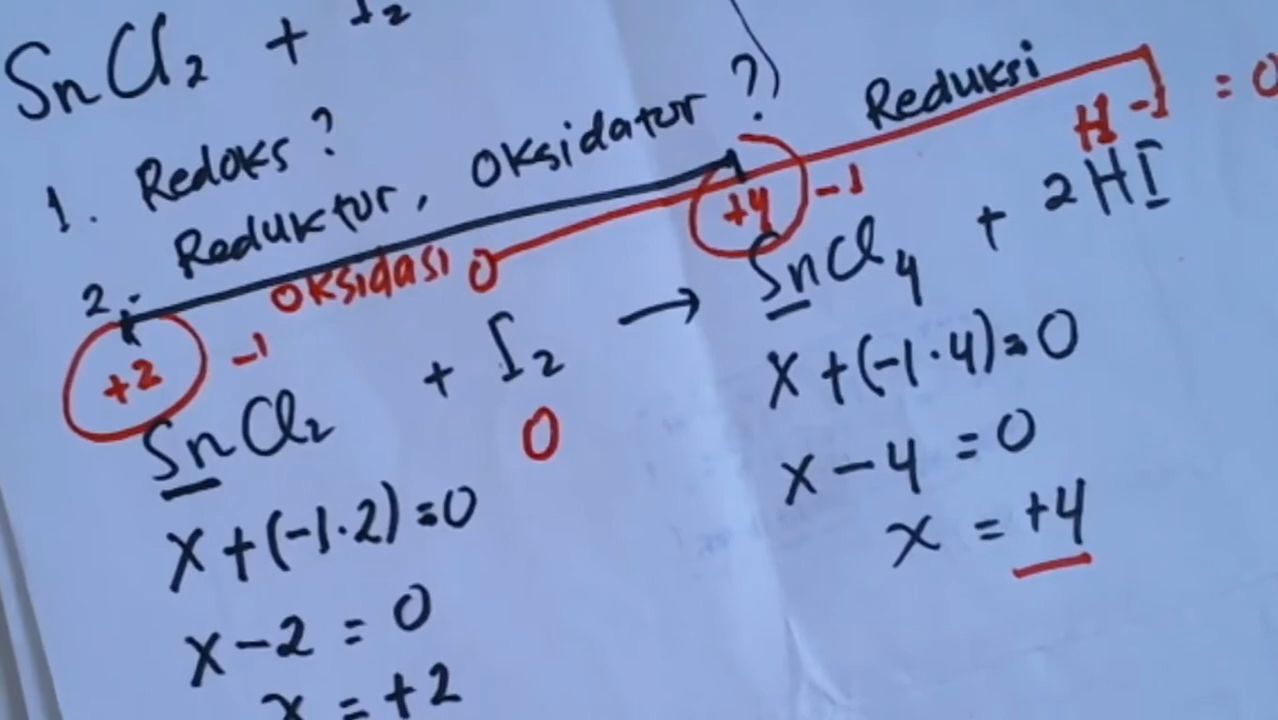 SnCl₂ + I₂
1. Redoks?
2. Reduktor, Oksidator?)
Reduksi
Oksidasi
+2 -1 0 +4 -1 H -1 = 0
SnCl₂ + I₂ → SnCl₄ + 2HI
0
x + (-1·2) = 0
x - 2 = 0
x = +2
x + (-1·4) = 0
x - 4 = 0
x = +4